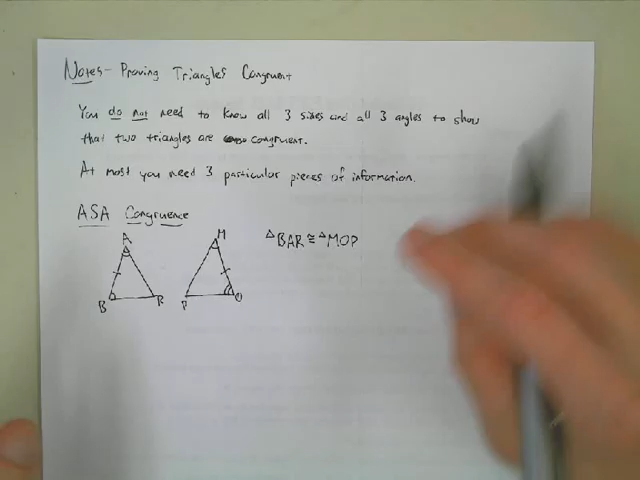 Notes - Proving Triangles Congruent
You do not need to know all 3 sides and all 3 angles to show
that two triangles are congruent.
At most you need 3 particular pieces of information.
ASA Congruence
A
B
R
M
P
O
△BAR ≅ △MOP